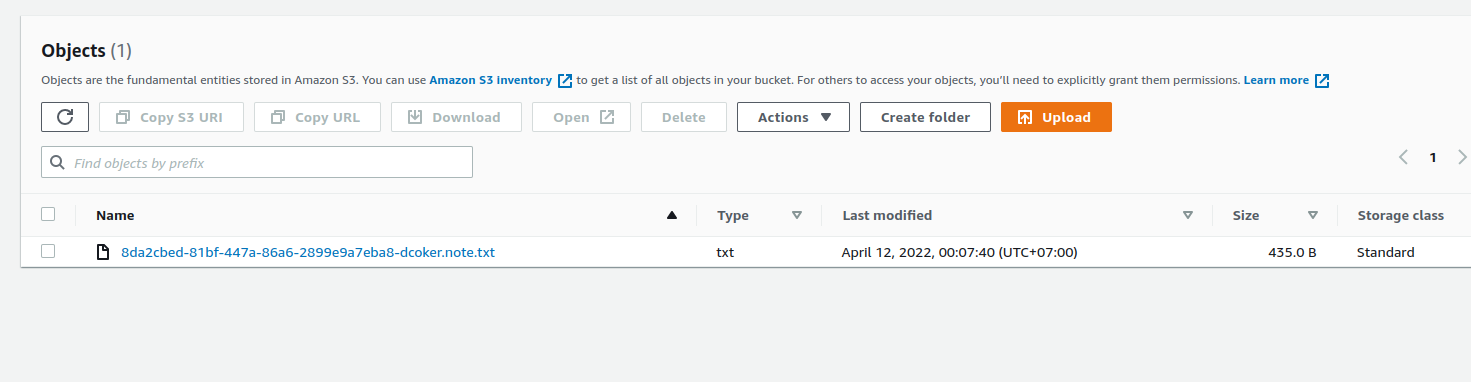 Objects (1)
Objects are the fundamental entities stored in Amazon S3. You can use Amazon S3 inventory to get a list of all objects in your bucket. For others to access your objects, you'll need to explicitly grant them permissions. Learn more
Copy S3 URI Copy URL Download Open Delete Actions Create folder Upload
Find objects by prefix 1
Name Type Last modified Size Storage class
8da2cbed-81bf-447a-86a6-2899e9a7eba8-dcoker.note.txt txt April 12, 2022, 00:07:40 (UTC+07:00) 435.0 B Standard